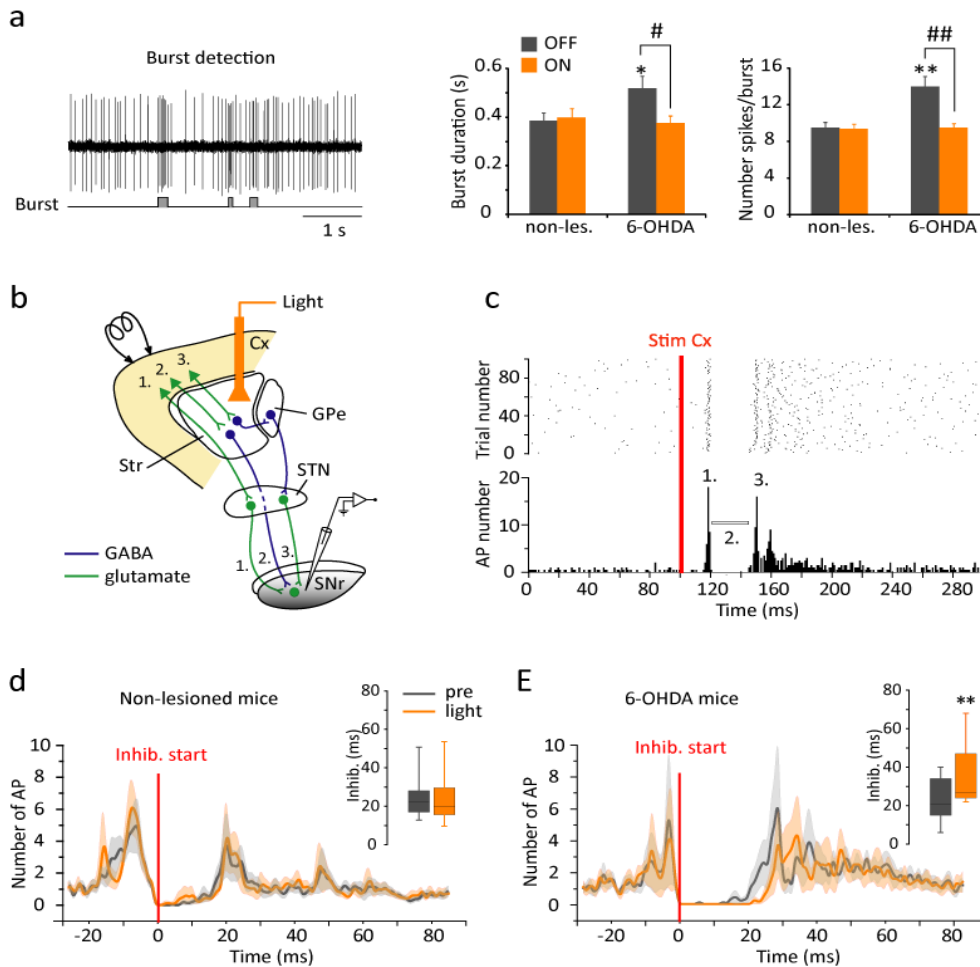 a
Burst detection
Burst
1 s
OFF
ON
Burst duration (s)
0.6
0.4
0.2
0
*
#
non-les.
6-OHDA
Number spikes/burst
16
12
8
4
0
**
##
non-les.
6-OHDA
b
Light
Cx
3.
2.
1.
GPe
Str
STN
GABA
glutamate
1.
2.
3.
SNr
c
Stim Cx
Trial number
80
40
0
AP number
20
10
0
1.
3.
2.
0 40 80 120 160 200 240 280
Time (ms)
d
Non-lesioned mice
Inhib. start
Number of AP
10
8
6
4
2
0
-20 0 20 40 60 80
Time (ms)
Inhib. (ms)
80
60
40
20
0
pre
light
E
6-OHDA mice
Inhib. start
Number of AP
10
8
6
4
2
0
-20 0 20 40 60 80
Time (ms)
Inhib. (ms)
80
60
40
20
0
**